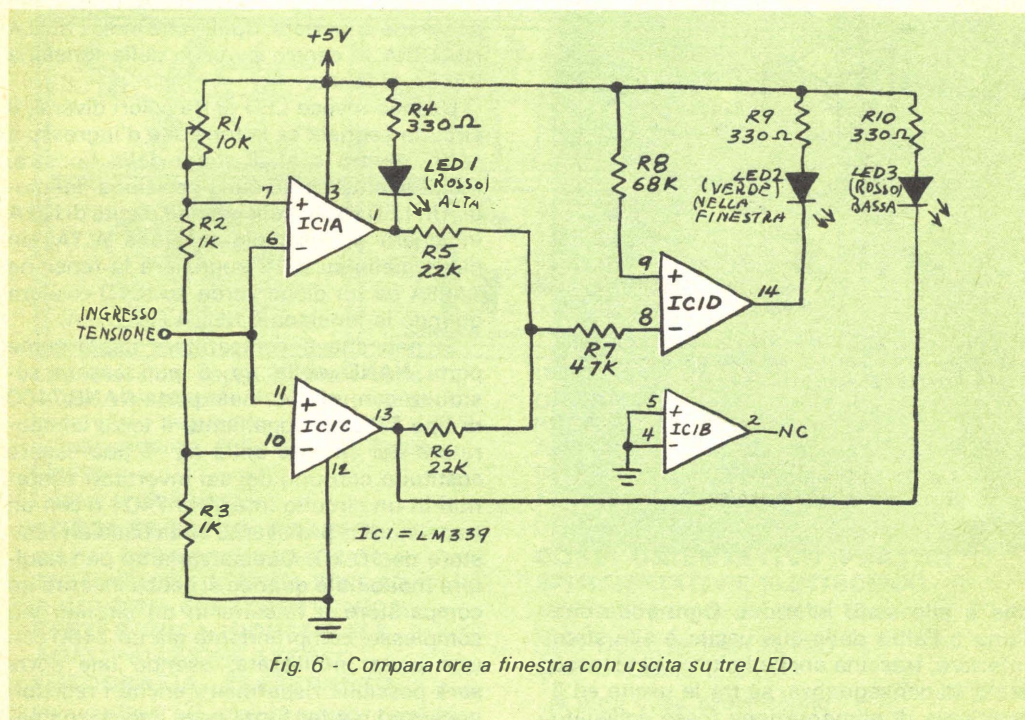 +5V
R1
10K
R4
330Ω
LED1
(ROSSO)
ALTA
R9
330Ω
R10
330Ω
R8
68K
LED2
(VERDE)
NELLA
FINESTRA
LED3
(ROSSO)
BASSA
7
+
3
IC1A
1
6
-
R2
1K
R5
22K
INGRESSO
TENSIONE
9
+
IC1D
14
8
-
R7
47K
11
+
IC1C
13
10
-
12
R6
22K
5
+
IC1B
2
NC
4
-
R3
1K
IC1=LM339
Fig. 6 - Comparatore a finestra con uscita su tre LED.